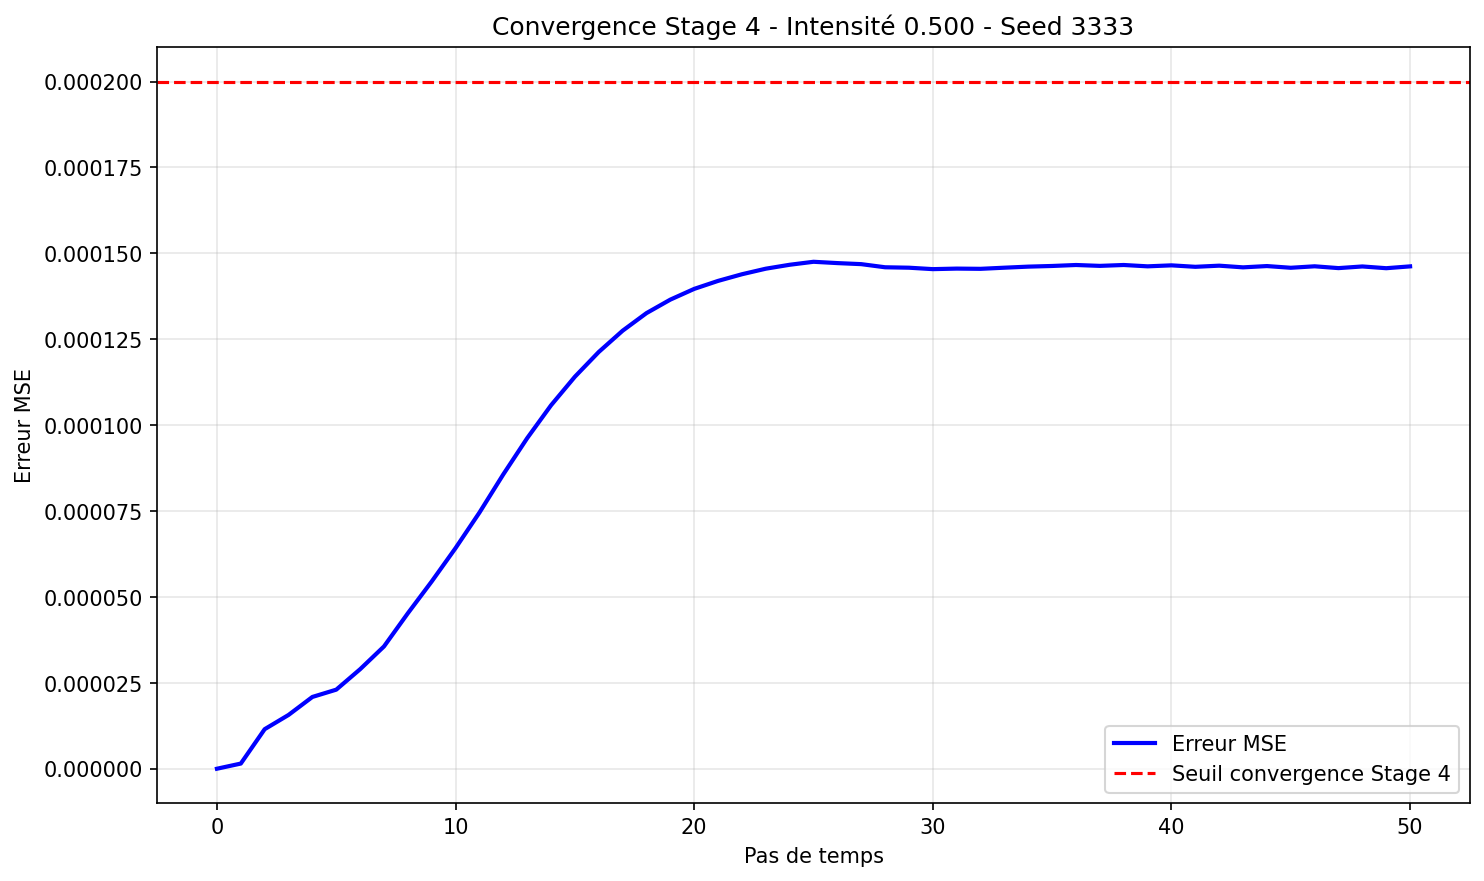 Convergence Stage 4 - Intensité 0.500 - Seed 3333
0.000200
0.000175
0.000150
0.000125
0.000100
0.000075
0.000050
0.000025
0.000000
Erreur MSE
0 10 20 30 40 50
Pas de temps
Erreur MSE
Seuil convergence Stage 4